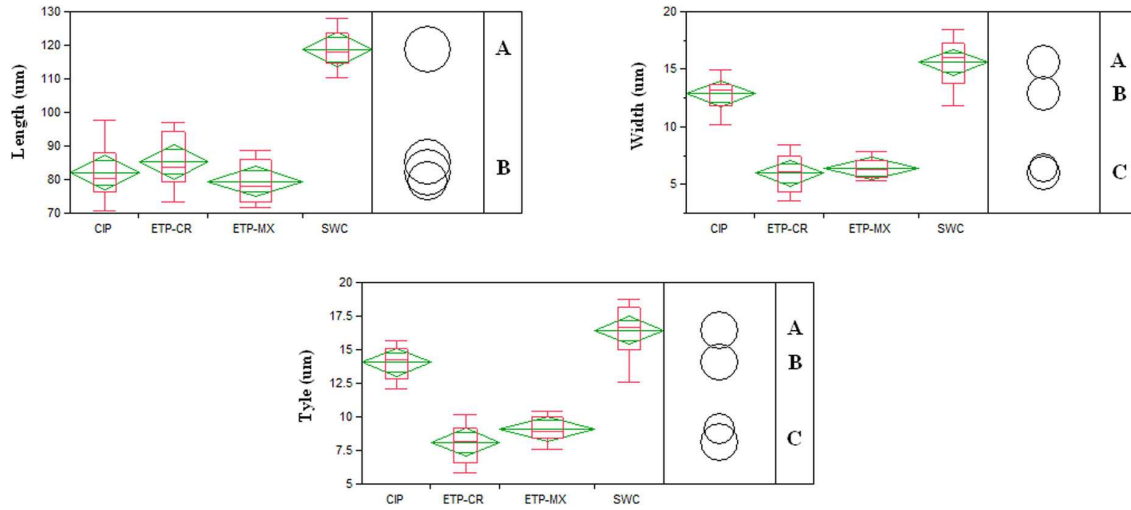 130
120
110
100
90
80
70
Length (um)
CIP
ETP-CR
ETP-MX
SWC
A
B
20
15
10
5
Width (um)
CIP
ETP-CR
ETP-MX
SWC
A
B
C
20
17.5
15
12.5
10
7.5
5
Tyle (um)
CIP
ETP-CR
ETP-MX
SWC
A
B
C